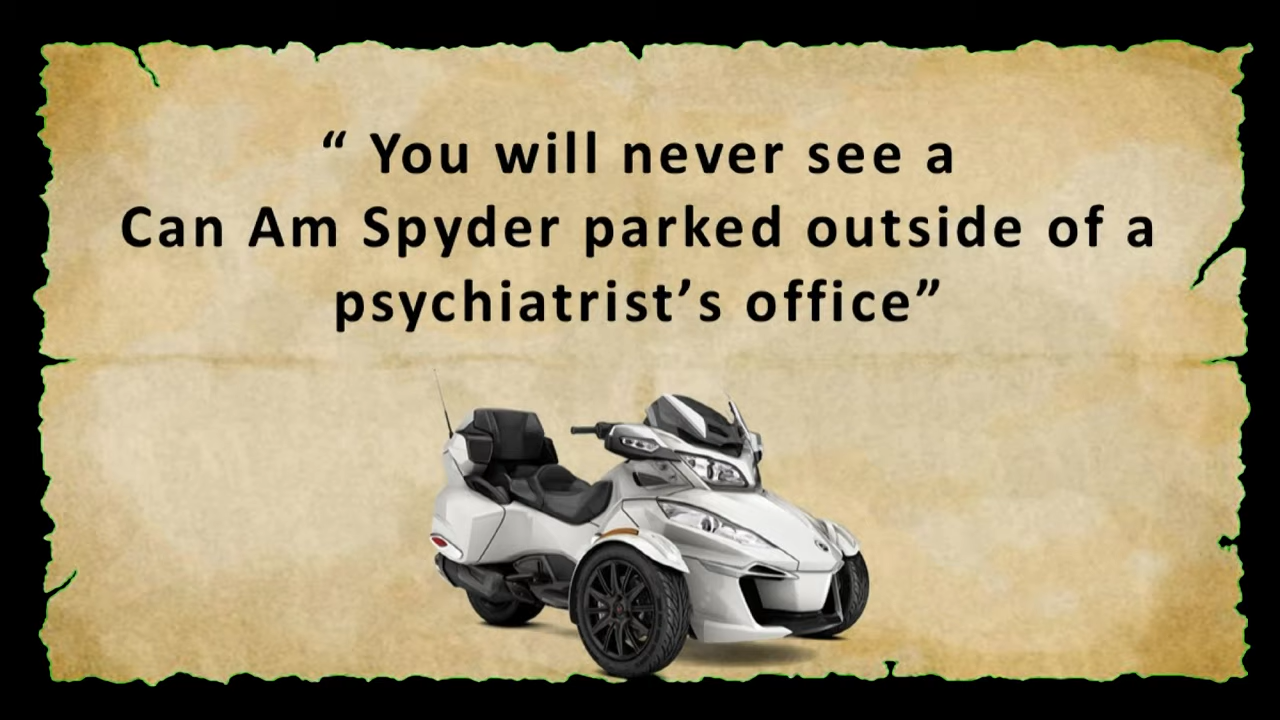 “ You will never see a
Can Am Spyder parked outside of a
psychiatrist’s office”